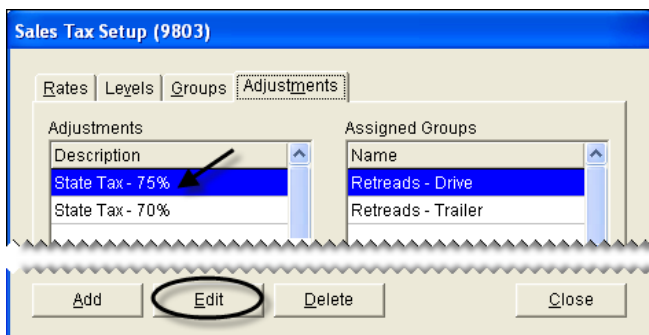 Sales Tax Setup (9803)
Rates Levels Groups Adjustments
Adjustments Assigned Groups
Description Name
State Tax - 75% Retreads - Drive
State Tax - 70% Retreads - Trailer
Add Edit Delete Close